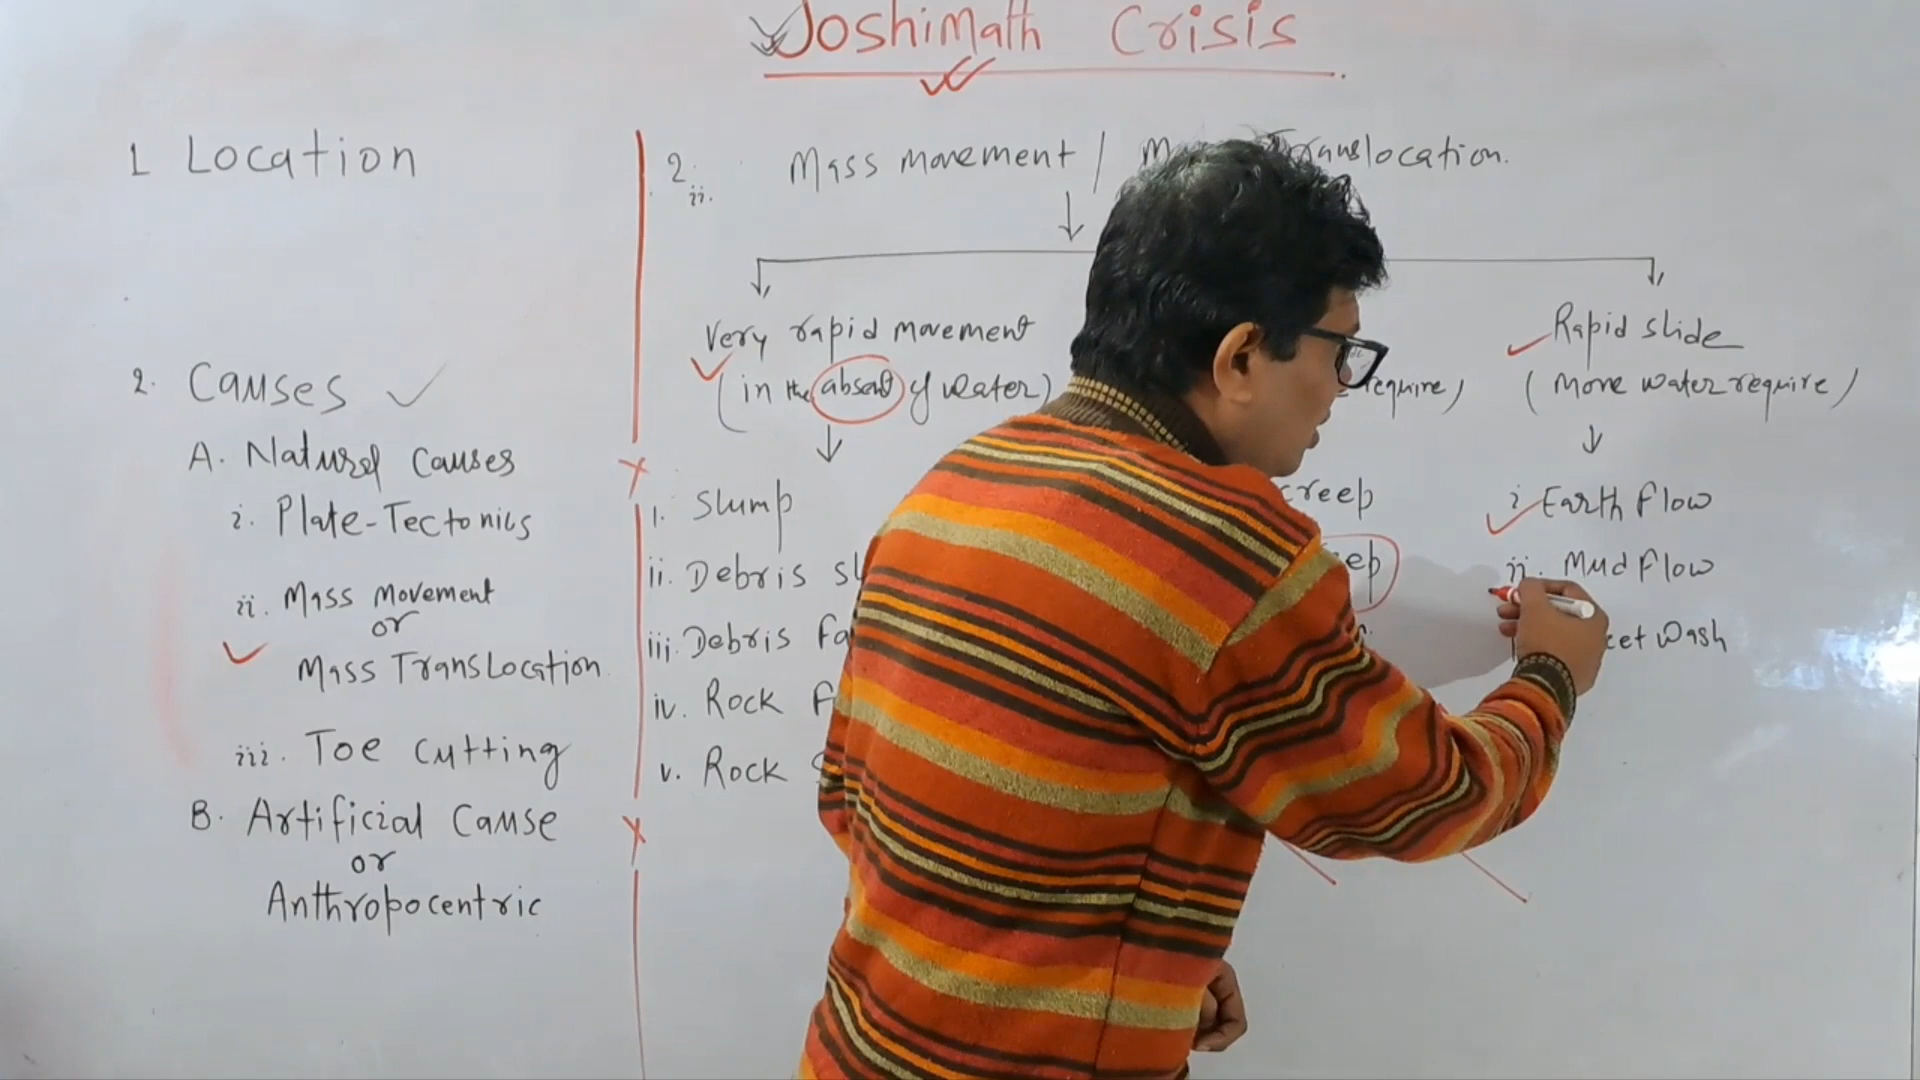 Joshimath Crisis
1 Location
2. Causes
A. Natural Causes
i. Plate-Tectonics
ii. Mass Movement
or
Mass Translocation
iii. Toe Cutting
B. Artificial Cause
or
Anthropocentric
2.
ii.
Mass movement / Translocation.
Very rapid movement
(in the absent of water)
i. Slump
ii. Debris
iii. Debris
iv. Rock
v. Rock
require)
creep
Rapid slide
(More water require)
i Earth Flow
ii. Mud Flow
Wash